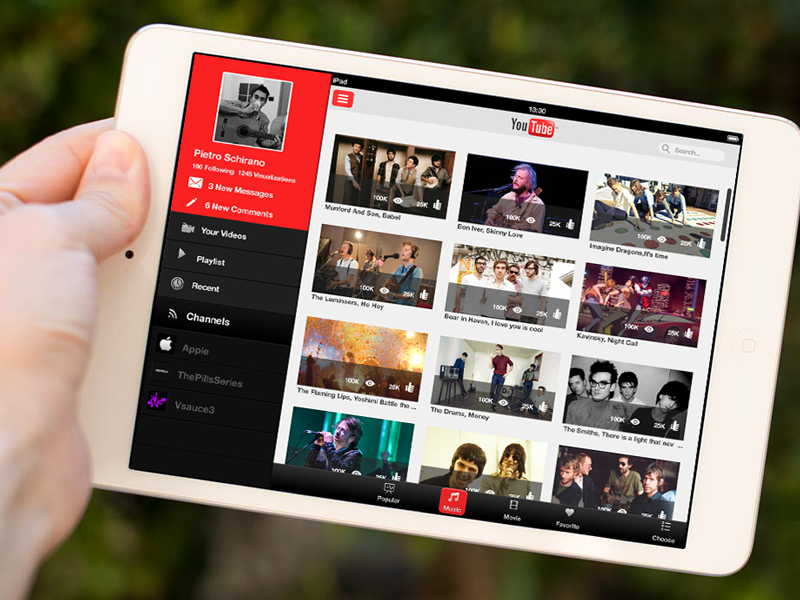 iPad
13:30
YouTube
Search...
Pietro Schirano
100 Following 1245 Visualizations
3 New Messages
6 New Comments
Your Videos
Playlist
Recent
Channels
Apple
ThePillsSeries
Vsauce3
100K 25K
Mumford And Son, Babel
100K 25K
Bon Iver, Skinny Love
100K 25K
Imagine Dragons,It's time
100K 25K
The Lumineers, Ho Hey
100K 25K
Bear In Haven, I love you is cool
100K 25K
Kavinsky, Night Call
100K 25K
The Flaming Lips, Yoshimi Battle the ...
100K 25K
The Drums, Money
100K 25K
The Smiths, There is a light that nev ...
Popular
Music
Movie
Favorite
Choose